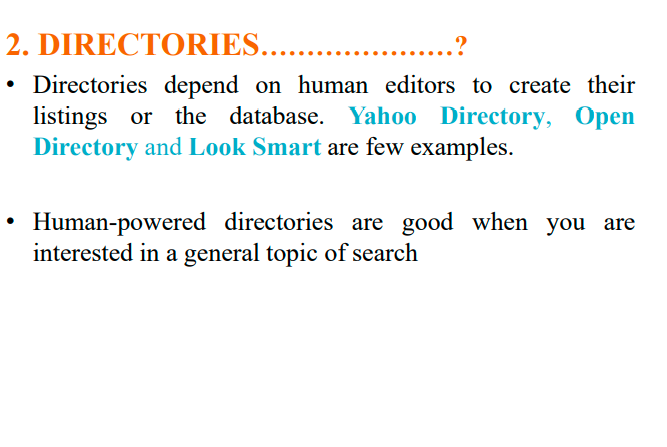 2. DIRECTORIES.....................?
• Directories depend on human editors to create their
listings or the database. Yahoo Directory, Open
Directory and Look Smart are few examples.
• Human-powered directories are good when you are
interested in a general topic of search